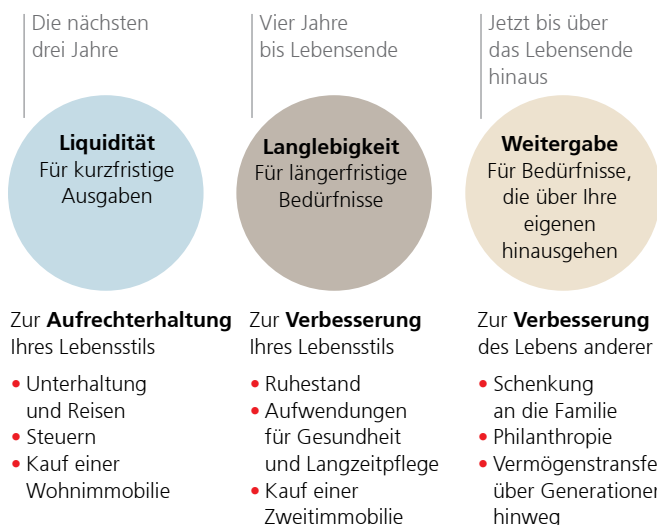 Die nächsten
drei Jahre
Liquidität
Für kurzfristige
Ausgaben
Zur Aufrechterhaltung
Ihres Lebensstils
• Unterhaltung
und Reisen
• Steuern
• Kauf einer
Wohnimmobilie
Vier Jahre
bis Lebensende
Langlebigkeit
Für längerfristige
Bedürfnisse
Zur Verbesserung
Ihres Lebensstils
• Ruhestand
• Aufwendungen
für Gesundheit
und Langzeitpflege
• Kauf einer
Zweitimmobilie
Jetzt bis über
das Lebensende
hinaus
Weitergabe
Für Bedürfnisse,
die über Ihre
eigenen
hinausgehen
Zur Verbesserung
des Lebens anderer
• Schenkung
an die Familie
• Philanthropie
• Vermögenstransfe
über Generationen
hinweg